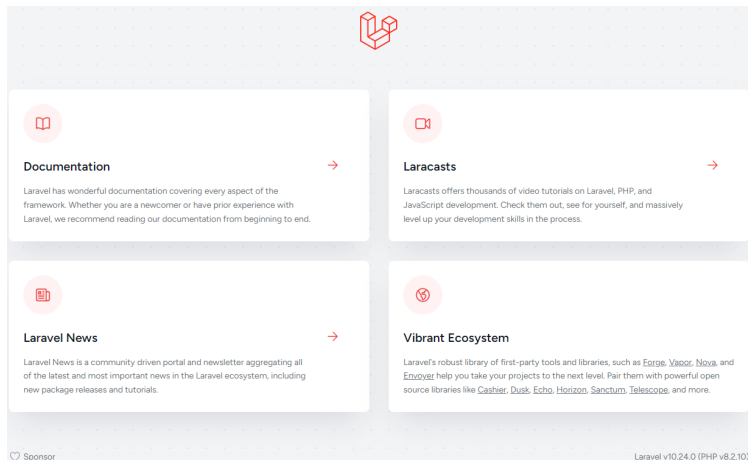 Documentation
Laravel has wonderful documentation covering every aspect of the
framework. Whether you are a newcomer or have prior experience with
Laravel, we recommend reading our documentation from beginning to end.
Laracasts
Laracasts offers thousands of video tutorials on Laravel, PHP, and
JavaScript development. Check them out, see for yourself, and massively
level up your development skills in the process.
Laravel News
Laravel News is a community driven portal and newsletter aggregating all
of the latest and most important news in the Laravel ecosystem, including
new package releases and tutorials.
Vibrant Ecosystem
Laravel's robust library of first-party tools and libraries, such as Forge, Vapor, Nova, and
Envoyer help you take your projects to the next level. Pair them with powerful open
source libraries like Cashier, Dusk, Echo, Horizon, Sanctum, Telescope, and more.
Sponsor
Laravel v10.24.0 (PHP v8.2.10)